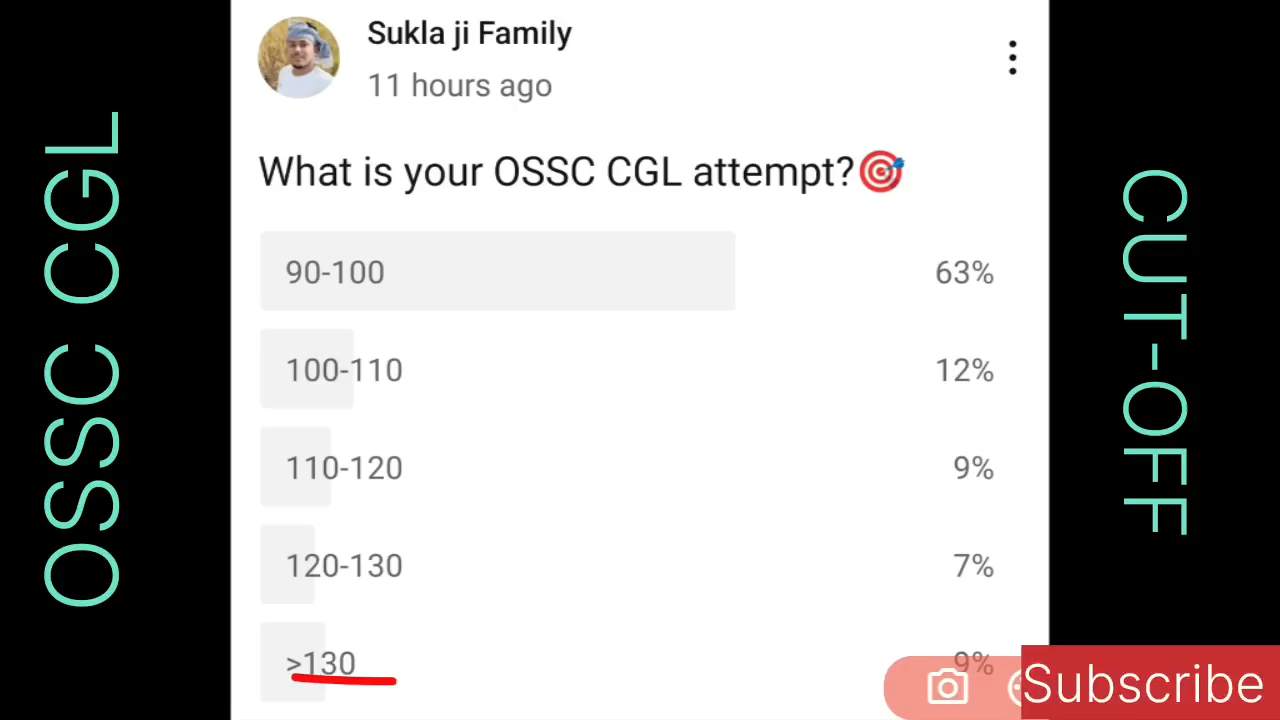 OSSC CGL
Sukla ji Family
11 hours ago
What is your OSSC CGL attempt?🎯
90-100 63%
100-110 12%
110-120 9%
120-130 7%
>130 9%
CUT-OFF
Subscribe